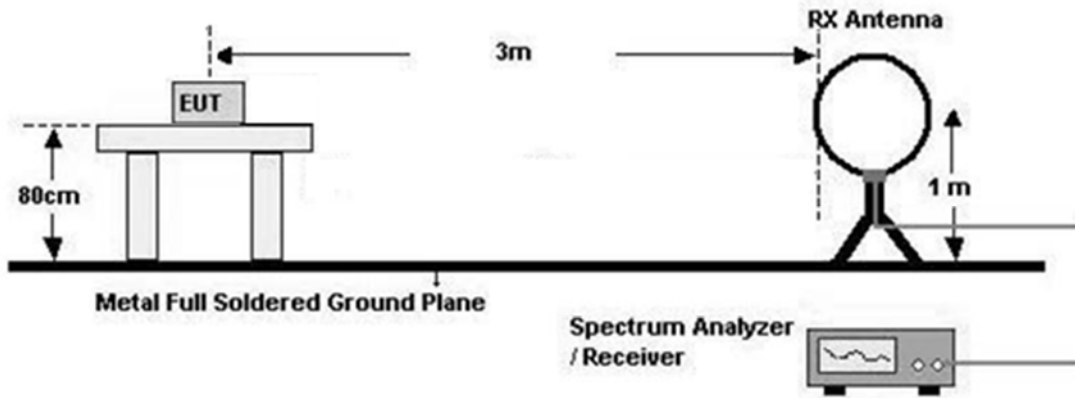 RX Antenna
3m
EUT
80cm
1 m
Metal Full Soldered Ground Plane
Spectrum Analyzer
/ Receiver